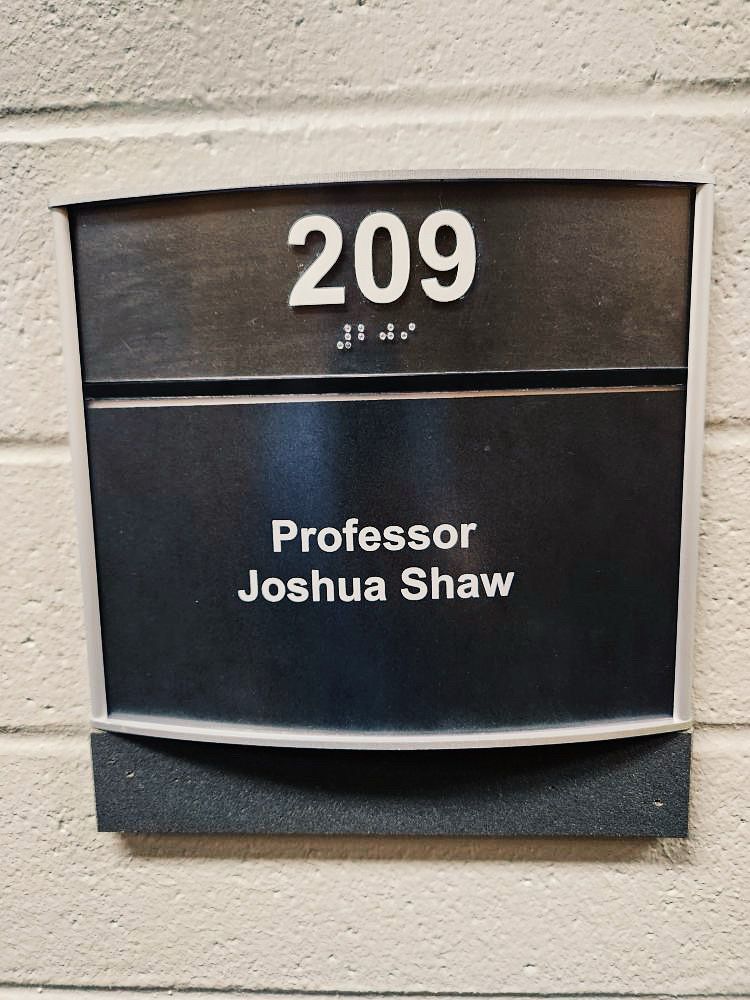 209
⠼⠃⠚⠊
Professor
Joshua Shaw